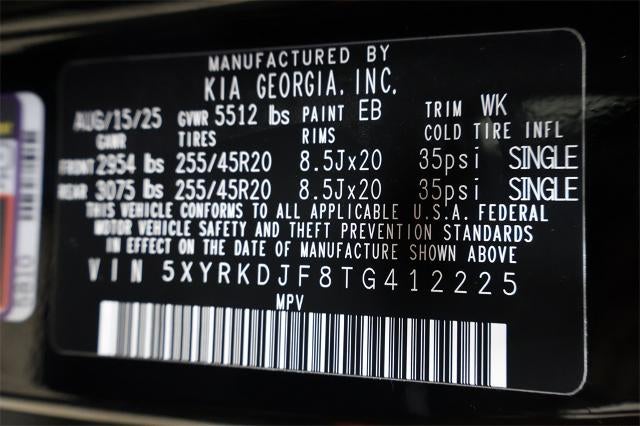 MANUFACTURED BY
KIA GEORGIA, INC.
AUG/15/25 GVWR 5512 lbs PAINT EB TRIM WK
GAWR TIRES RIMS COLD TIRE INFL
FRONT 2954 lbs 255/45R20 8.5Jx20 35psi SINGLE
REAR 3075 lbs 255/45R20 8.5Jx20 35psi SINGLE
THIS VEHICLE CONFORMS TO ALL APPLICABLE U.S.A. FEDERAL
MOTOR VEHICLE SAFETY AND THEFT PREVENTION STANDARDS
IN EFFECT ON THE DATE OF MANUFACTURE SHOWN ABOVE
VIN 5XYRKDJF8TG412225
MPV